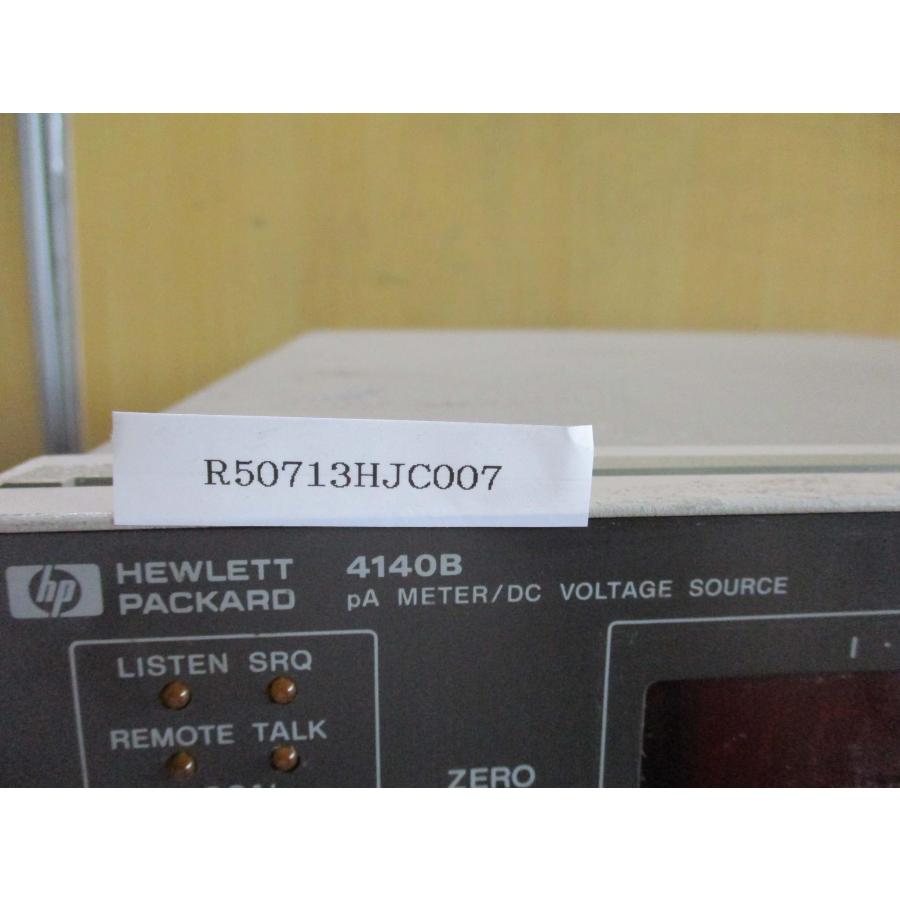 R50713HJC007
hp HEWLETT PACKARD
4140B
pA METER/DC VOLTAGE SOURCE
LISTEN SRQ
REMOTE TALK
ZERO
I